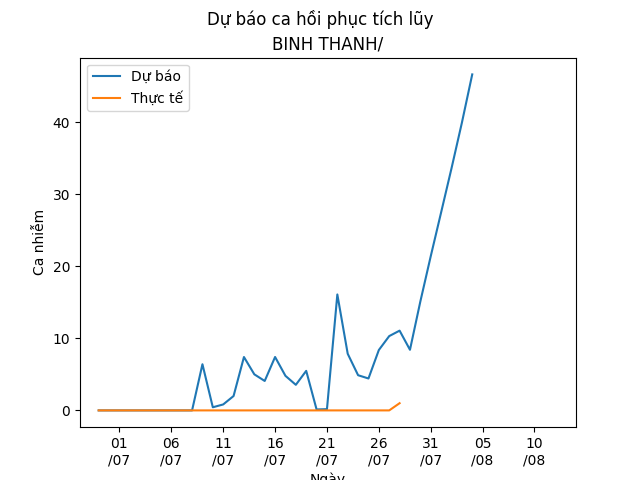 Dự báo ca hồi phục tích lũy
BINH THANH/
Dự báo
Thực tế
Ca nhiễm
40
30
20
10
0
01 06 11 16 21 26 31 05 10
/07 /07 /07 /07 /07 /07 /07 /08 /08
Ngày